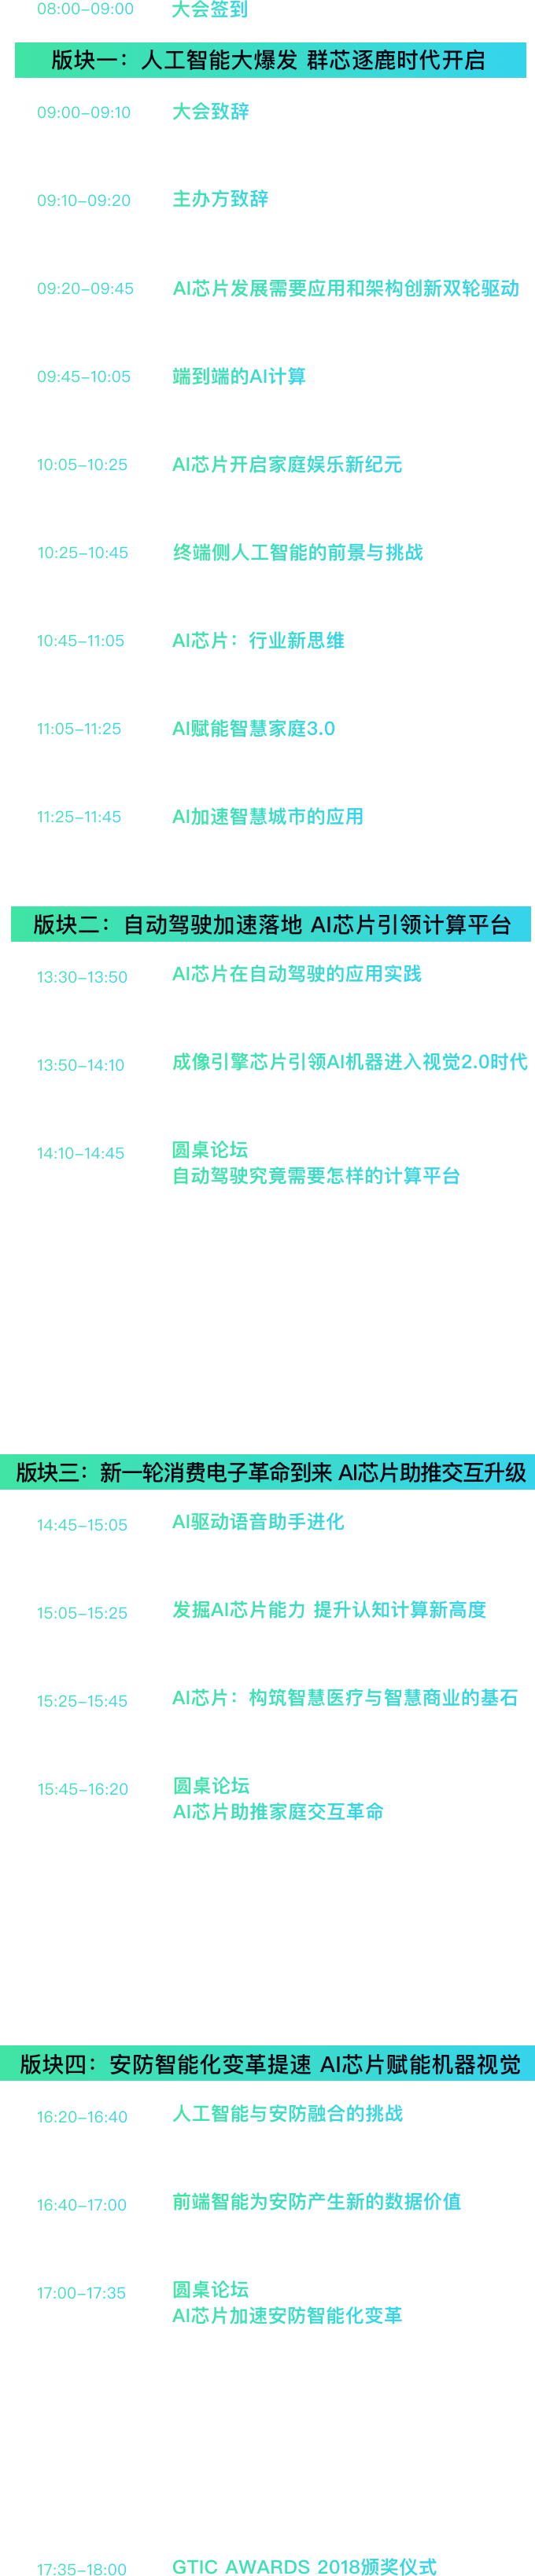 08:00-09:00 大会签到
版块一：人工智能大爆发 群芯逐鹿时代开启
09:00-09:10 大会致辞
09:10-09:20 主办方致辞
09:20-09:45 AI芯片发展需要应用和架构创新双轮驱动
09:45-10:05 端到端的AI计算
10:05-10:25 AI芯片开启家庭娱乐新纪元
10:25-10:45 终端侧人工智能的前景与挑战
10:45-11:05 AI芯片：行业新思维
11:05-11:25 AI赋能智慧家庭3.0
11:25-11:45 AI加速智慧城市的应用
版块二：自动驾驶加速落地 AI芯片引领计算平台
13:30-13:50 AI芯片在自动驾驶的应用实践
13:50-14:10 成像引擎芯片引领AI机器进入视觉2.0时代
14:10-14:45 圆桌论坛
自动驾驶究竟需要怎样的计算平台
版块三：新一轮消费电子革命到来 AI芯片助推交互升级
14:45-15:05 AI驱动语音助手进化
15:05-15:25 发掘AI芯片能力 提升认知计算新高度
15:25-15:45 AI芯片：构筑智慧医疗与智慧商业的基石
15:45-16:20 圆桌论坛
AI芯片助推家庭交互革命
版块四：安防智能化变革提速 AI芯片赋能机器视觉
16:20-16:40 人工智能与安防融合的挑战
16:40-17:00 前端智能为安防产生新的数据价值
17:00-17:35 圆桌论坛
AI芯片加速安防智能化变革
17:35-18:00 GTIC AWARDS 2018颁奖仪式